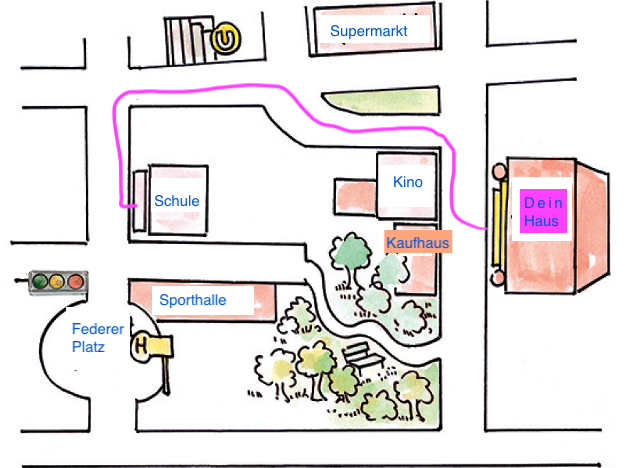 U
Supermarkt
Kino
Schule
Dein
Haus
Kaufhaus
Sporthalle
Federer
Platz
H